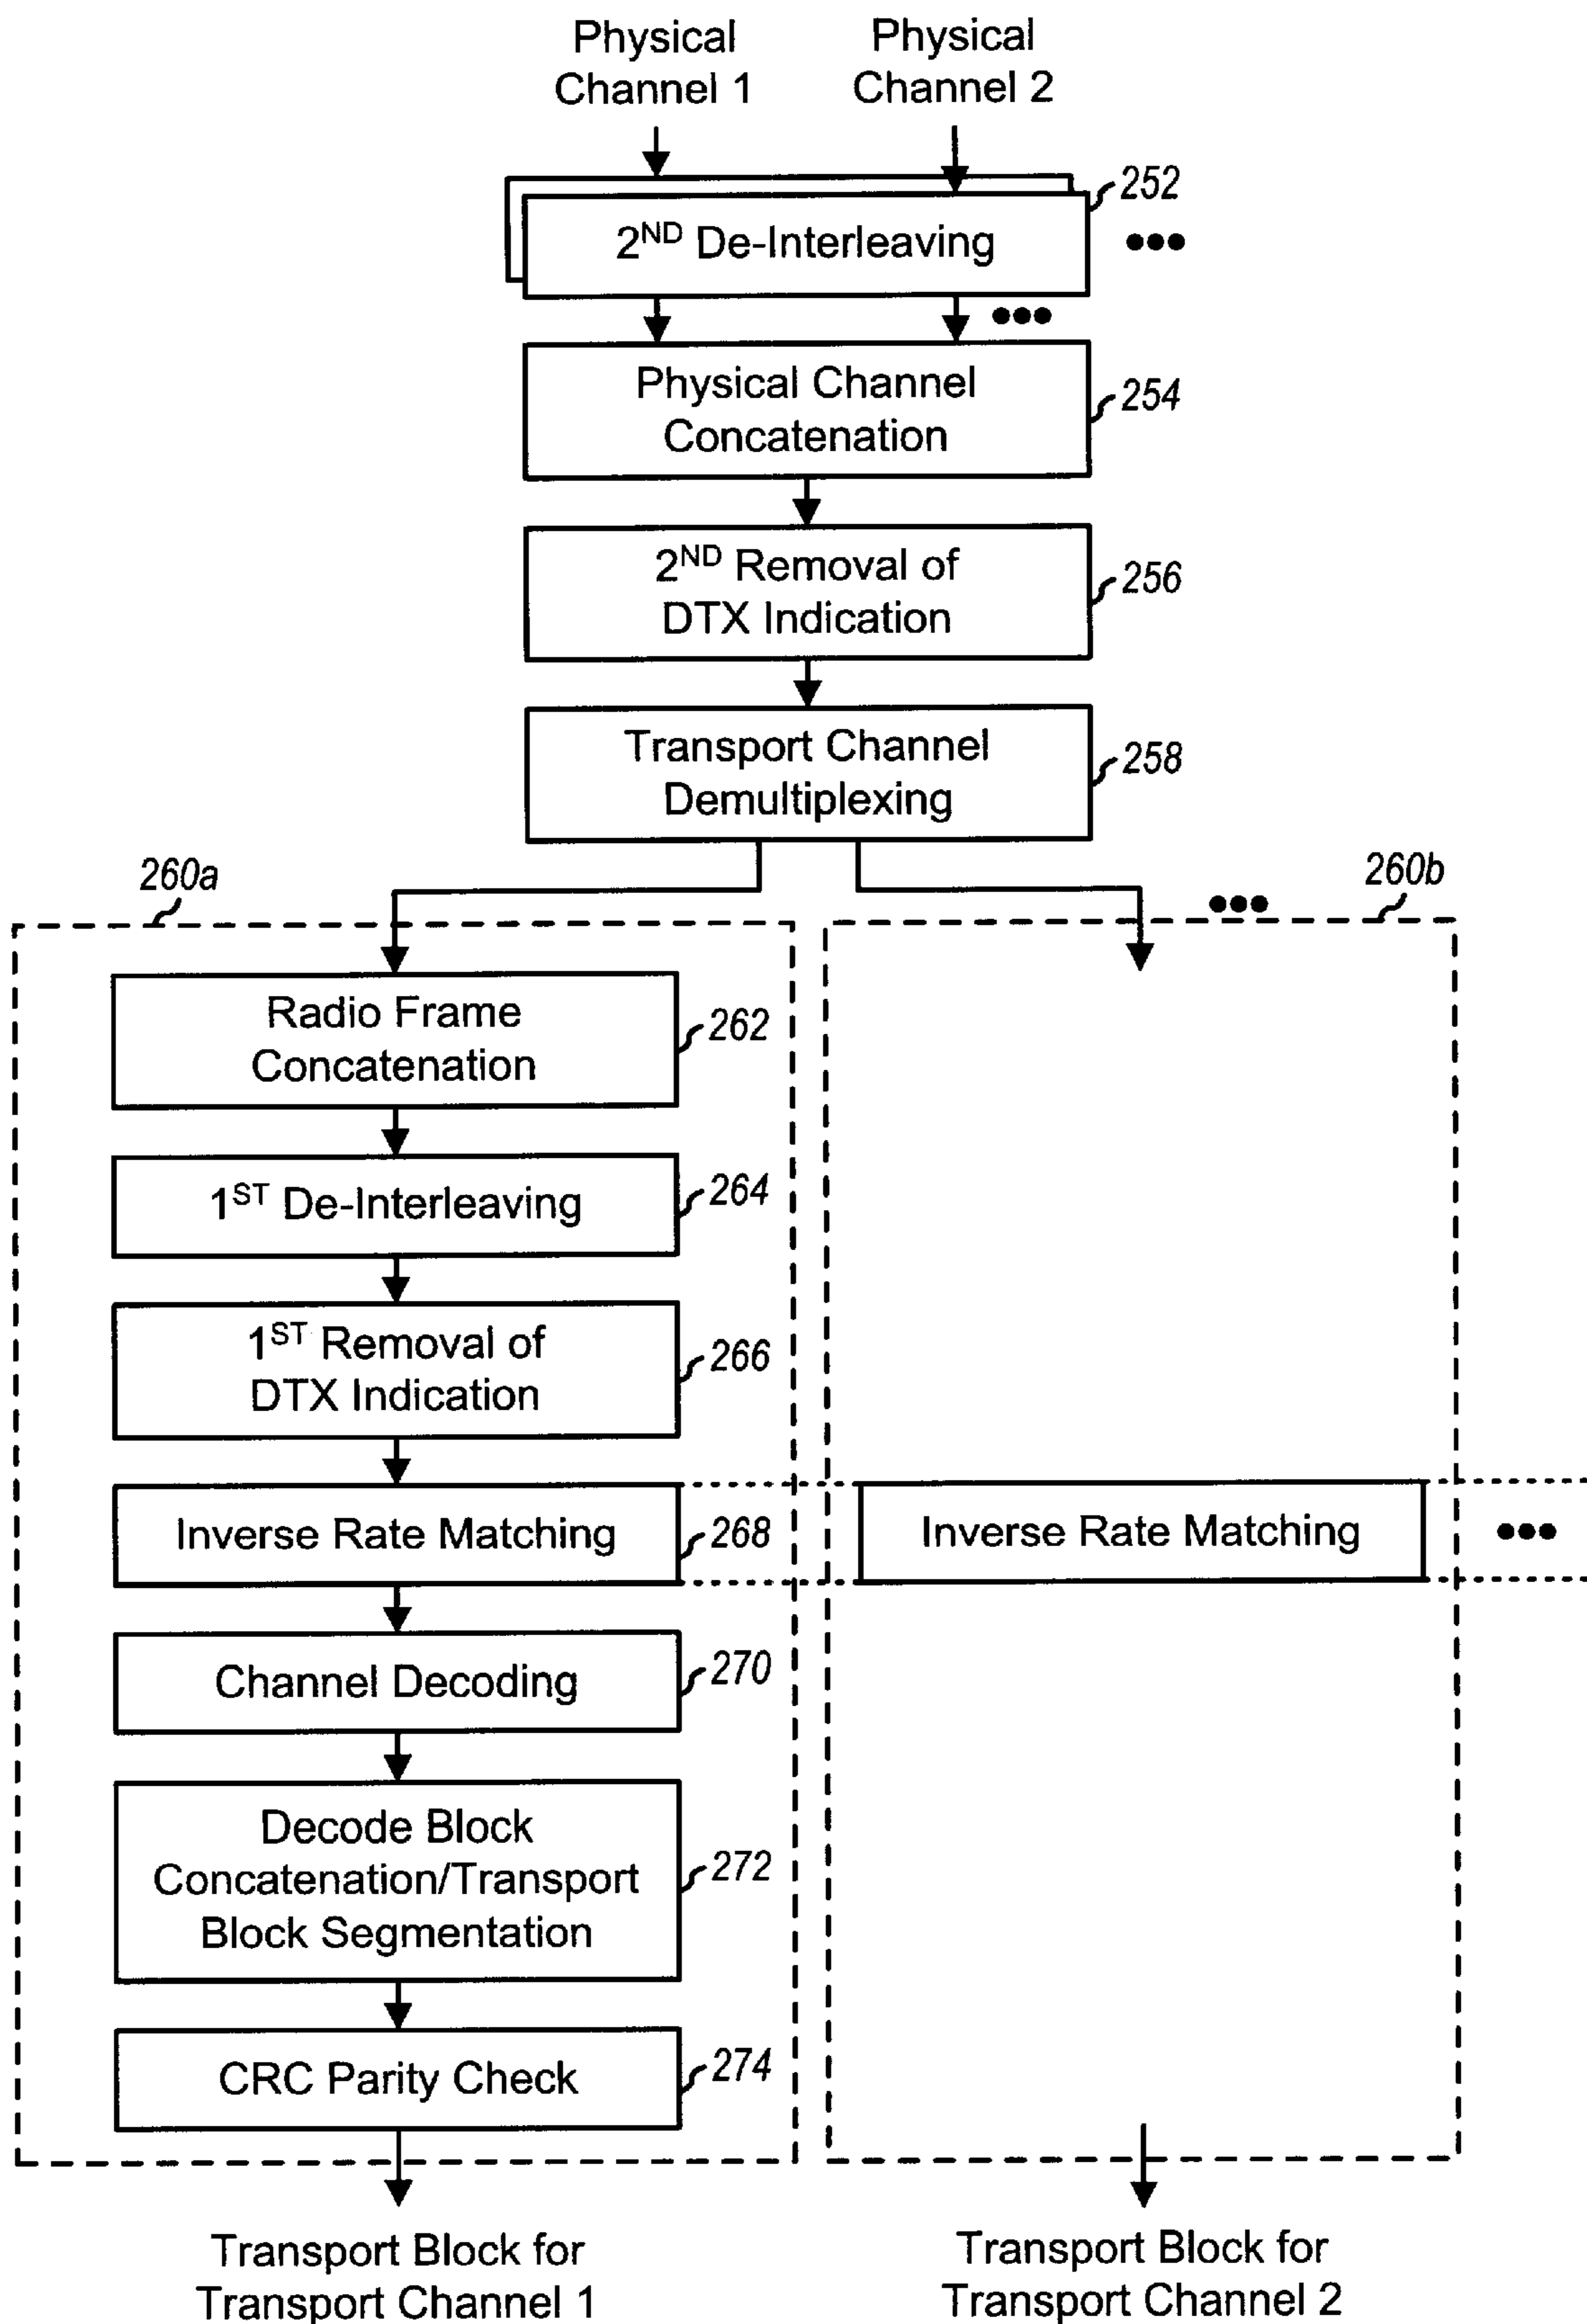 Physical
Channel 1
Physical
Channel 2
252
2ND De-Interleaving
Physical Channel
Concatenation
254
2ND Removal of
DTX Indication
256
Transport Channel
Demultiplexing
258
260a
260b
Radio Frame
Concatenation
262
1ST De-Interleaving
264
1ST Removal of
DTX Indication
266
Inverse Rate Matching
268
Inverse Rate Matching
Channel Decoding
270
Decode Block
Concatenation/Transport
Block Segmentation
272
CRC Parity Check
274
Transport Block for
Transport Channel 1
Transport Block for
Transport Channel 2